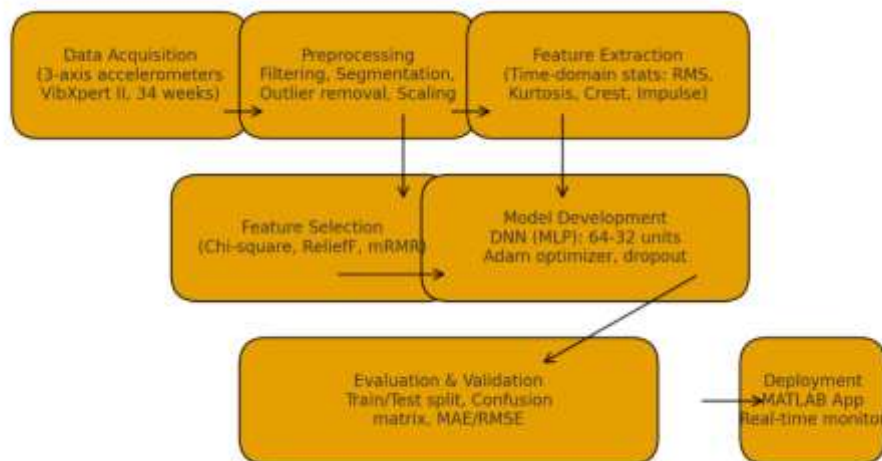 Data Acquisition
(3-axis accelerometers
VibXpert II, 34 weeks)
Preprocessing
Filtering, Segmentation,
Outlier removal, Scaling
Feature Extraction
(Time-domain stats: RMS,
Kurtosis, Crest, Impulse)
Feature Selection
(Chi-square, ReliefF, mRMR)
Model Development
DNN (MLP): 64-32 units
Adam optimizer, dropout
Evaluation & Validation
Train/Test split, Confusion
matrix, MAE/RMSE
Deployment
MATLAB App
Real-time monitor